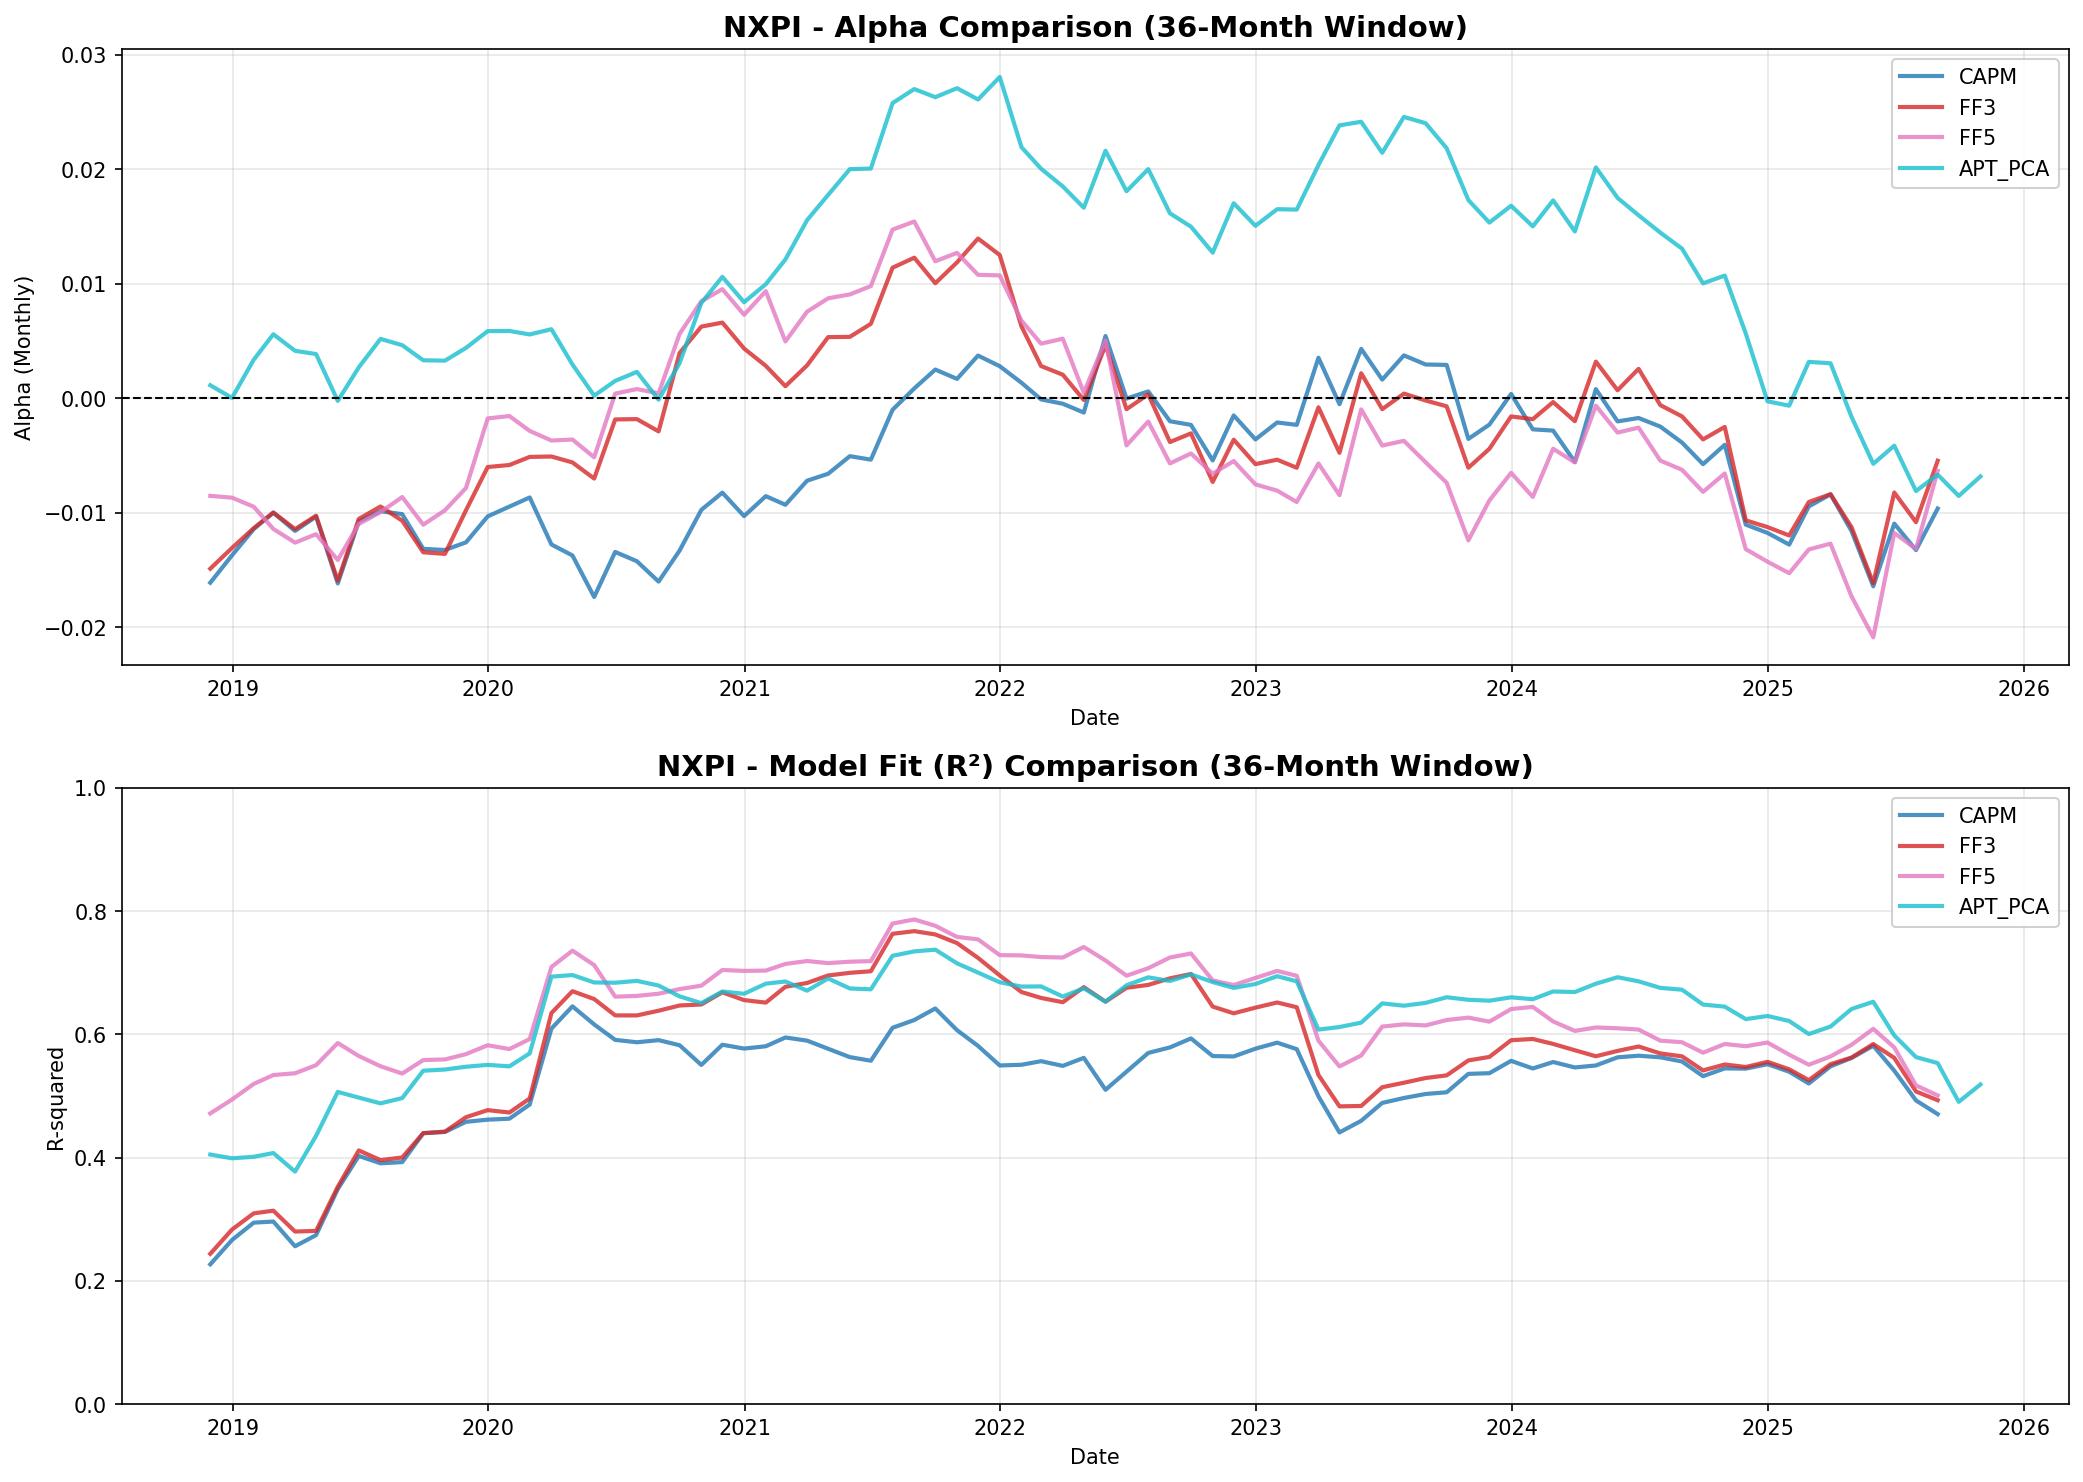 NXPI - Alpha Comparison (36-Month Window)
Alpha (Monthly)
0.03
0.02
0.01
0.00
−0.01
−0.02
CAPM
FF3
FF5
APT_PCA
2019 2020 2021 2022 2023 2024 2025 2026
Date
NXPI - Model Fit (R²) Comparison (36-Month Window)
R-squared
1.0
0.8
0.6
0.4
0.2
0.0
CAPM
FF3
FF5
APT_PCA
2019 2020 2021 2022 2023 2024 2025 2026
Date